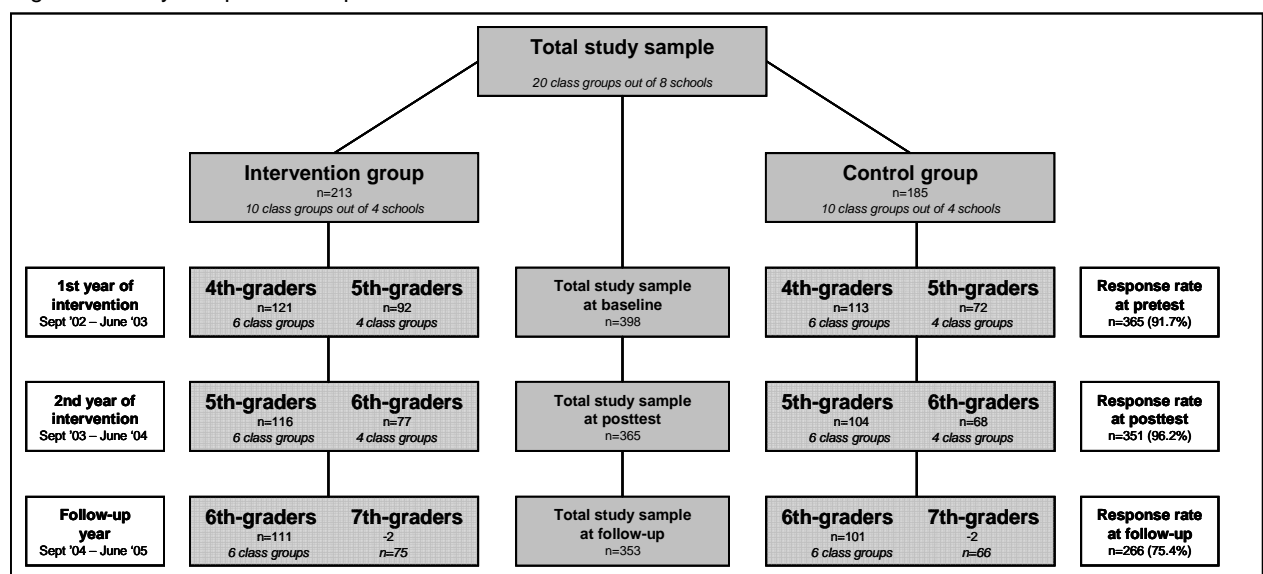 Total study sample
20 class groups out of 8 schools
Intervention group
n=213
10 class groups out of 4 schools
Control group
n=185
10 class groups out of 4 schools
1st year of
intervention
Sept '02 – June '03
4th-graders
n=121
6 class groups
5th-graders
n=92
4 class groups
Total study sample
at baseline
n=398
4th-graders
n=113
6 class groups
5th-graders
n=72
4 class groups
Response rate
at pretest
n=365 (91.7%)
2nd year of
intervention
Sept '03 – June '04
5th-graders
n=116
6 class groups
6th-graders
n=77
4 class groups
Total study sample
at posttest
n=365
5th-graders
n=104
6 class groups
6th-graders
n=68
4 class groups
Response rate
at posttest
n=351 (96.2%)
Follow-up
year
Sept '04 – June '05
6th-graders
n=111
6 class groups
7th-graders
-2
n=75
Total study sample
at follow-up
n=353
6th-graders
n=101
6 class groups
7th-graders
-2
n=66
Response rate
at follow-up
n=266 (75.4%)